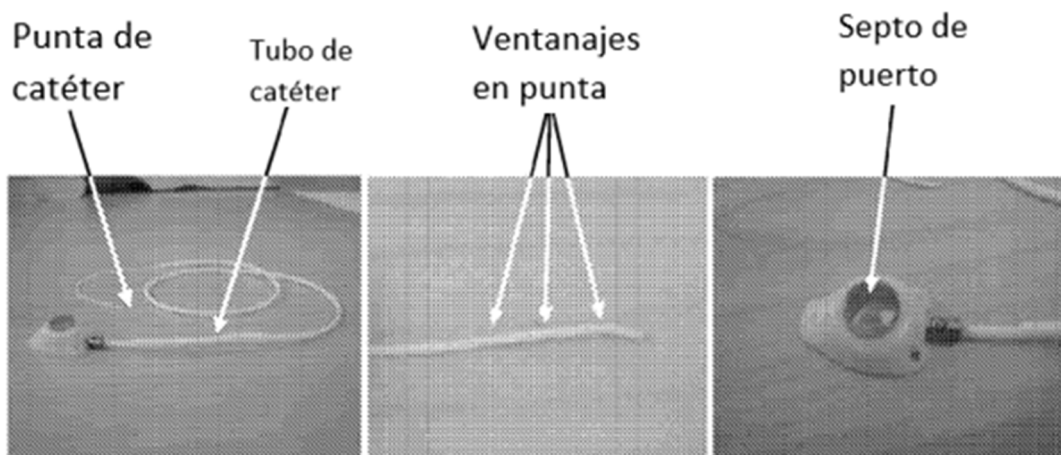 Punta de
catéter
Tubo de
catéter
Ventanajes
en punta
Septo de
puerto